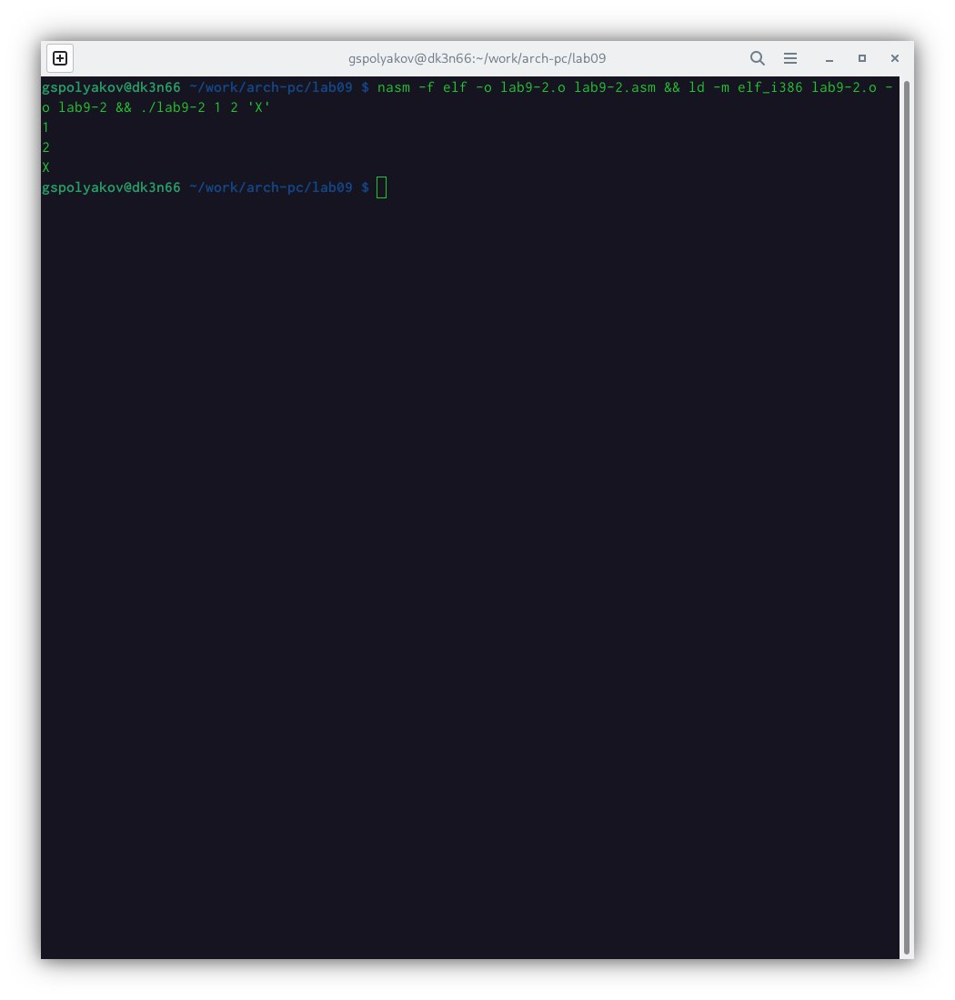 gspolyakov@dk3n66:~/work/arch-pc/lab09
gspolyakov@dk3n66 ~/work/arch-pc/lab09 $ nasm -f elf -o lab9-2.o lab9-2.asm && ld -m elf_i386 lab9-2.o -
o lab9-2 && ./lab9-2 1 2 'X'
1
2
X
gspolyakov@dk3n66 ~/work/arch-pc/lab09 $